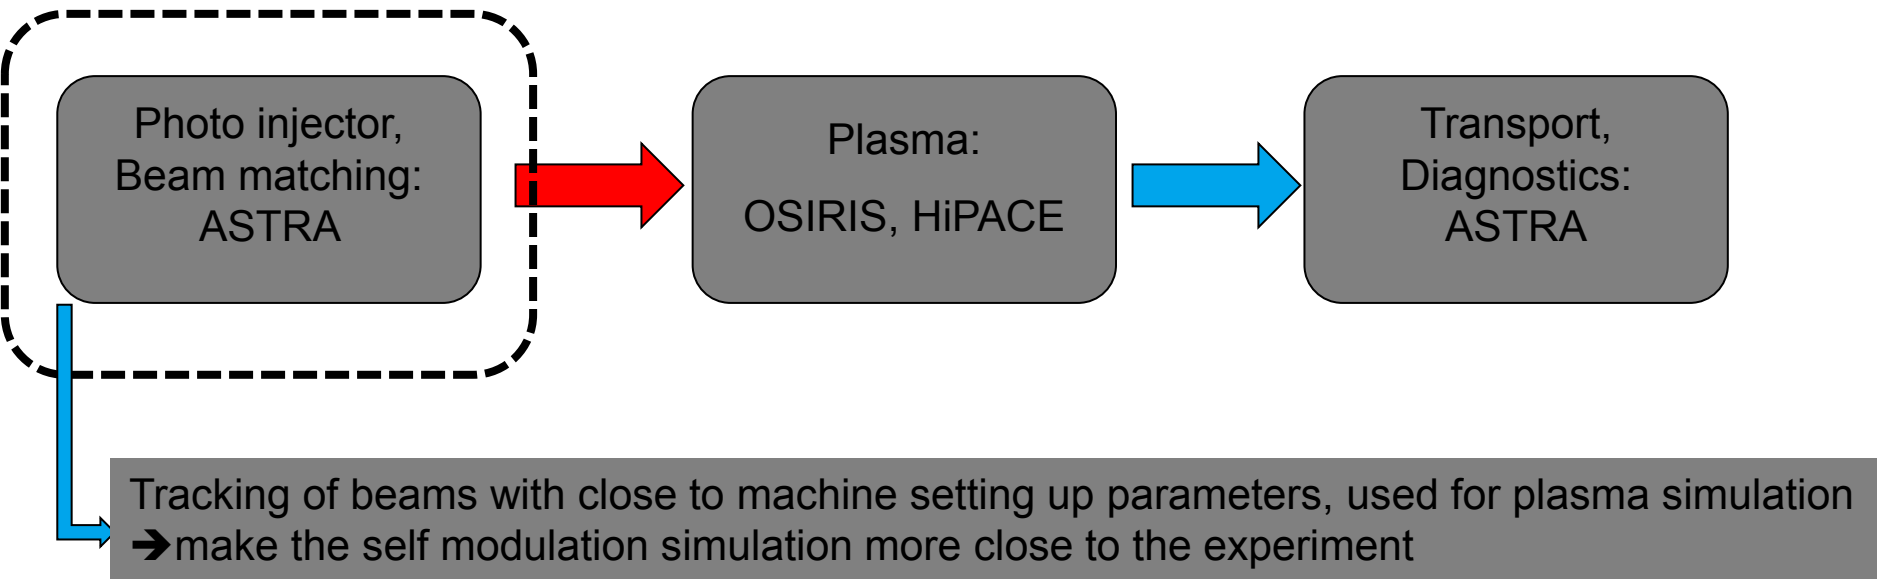 Photo injector,
Beam matching:
ASTRA
Plasma:
OSIRIS, HiPACE
Transport,
Diagnostics:
ASTRA
Tracking of beams with close to machine setting up parameters, used for plasma simulation
➔make the self modulation simulation more close to the experiment